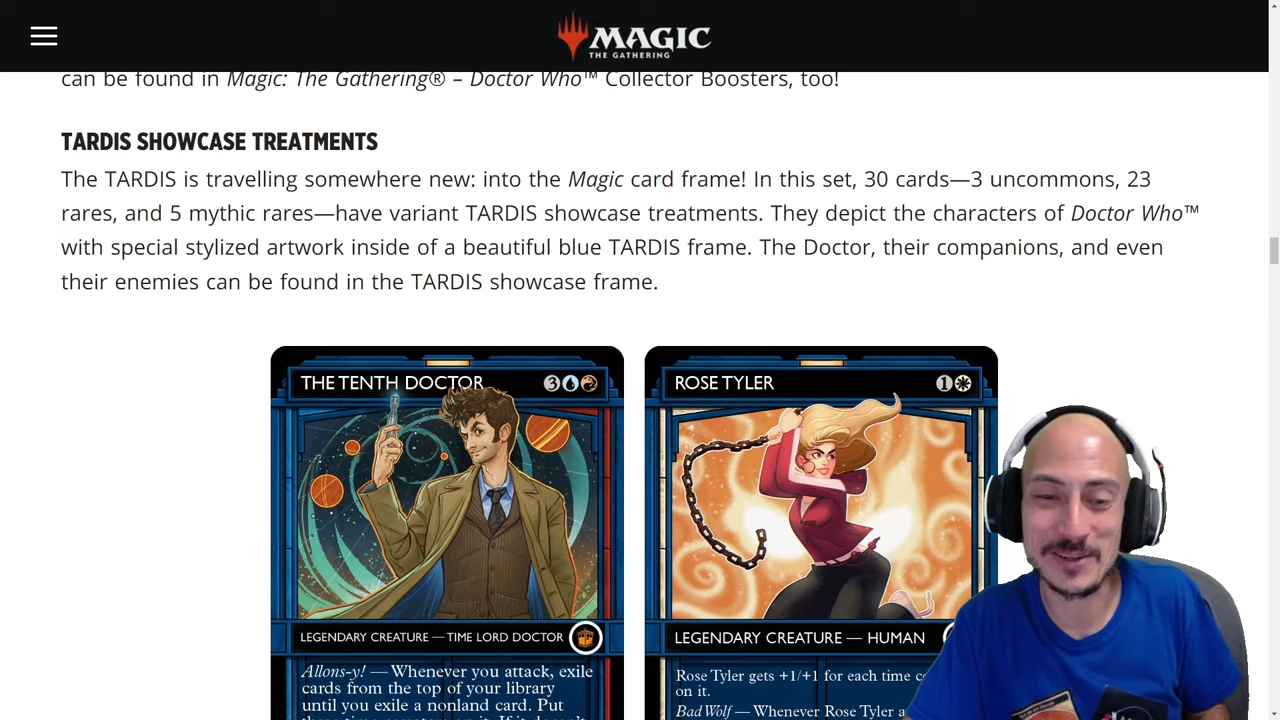 MAGIC
THE GATHERING
can be found in Magic: The Gathering® – Doctor Who™ Collector Boosters, too!
TARDIS SHOWCASE TREATMENTS
The TARDIS is travelling somewhere new: into the Magic card frame! In this set, 30 cards—3 uncommons, 23
rares, and 5 mythic rares—have variant TARDIS showcase treatments. They depict the characters of Doctor Who™
with special stylized artwork inside of a beautiful blue TARDIS frame. The Doctor, their companions, and even
their enemies can be found in the TARDIS showcase frame.
THE TENTH DOCTOR 3
LEGENDARY CREATURE — TIME LORD DOCTOR
Allons-y! — Whenever you attack, exile
cards from the top of your library
until you exile a nonland card. Put
ROSE TYLER 1
LEGENDARY CREATURE — HUMAN
Rose Tyler gets +1/+1 for each time
on it.
Bad Wolf — Whenever Rose Tyler